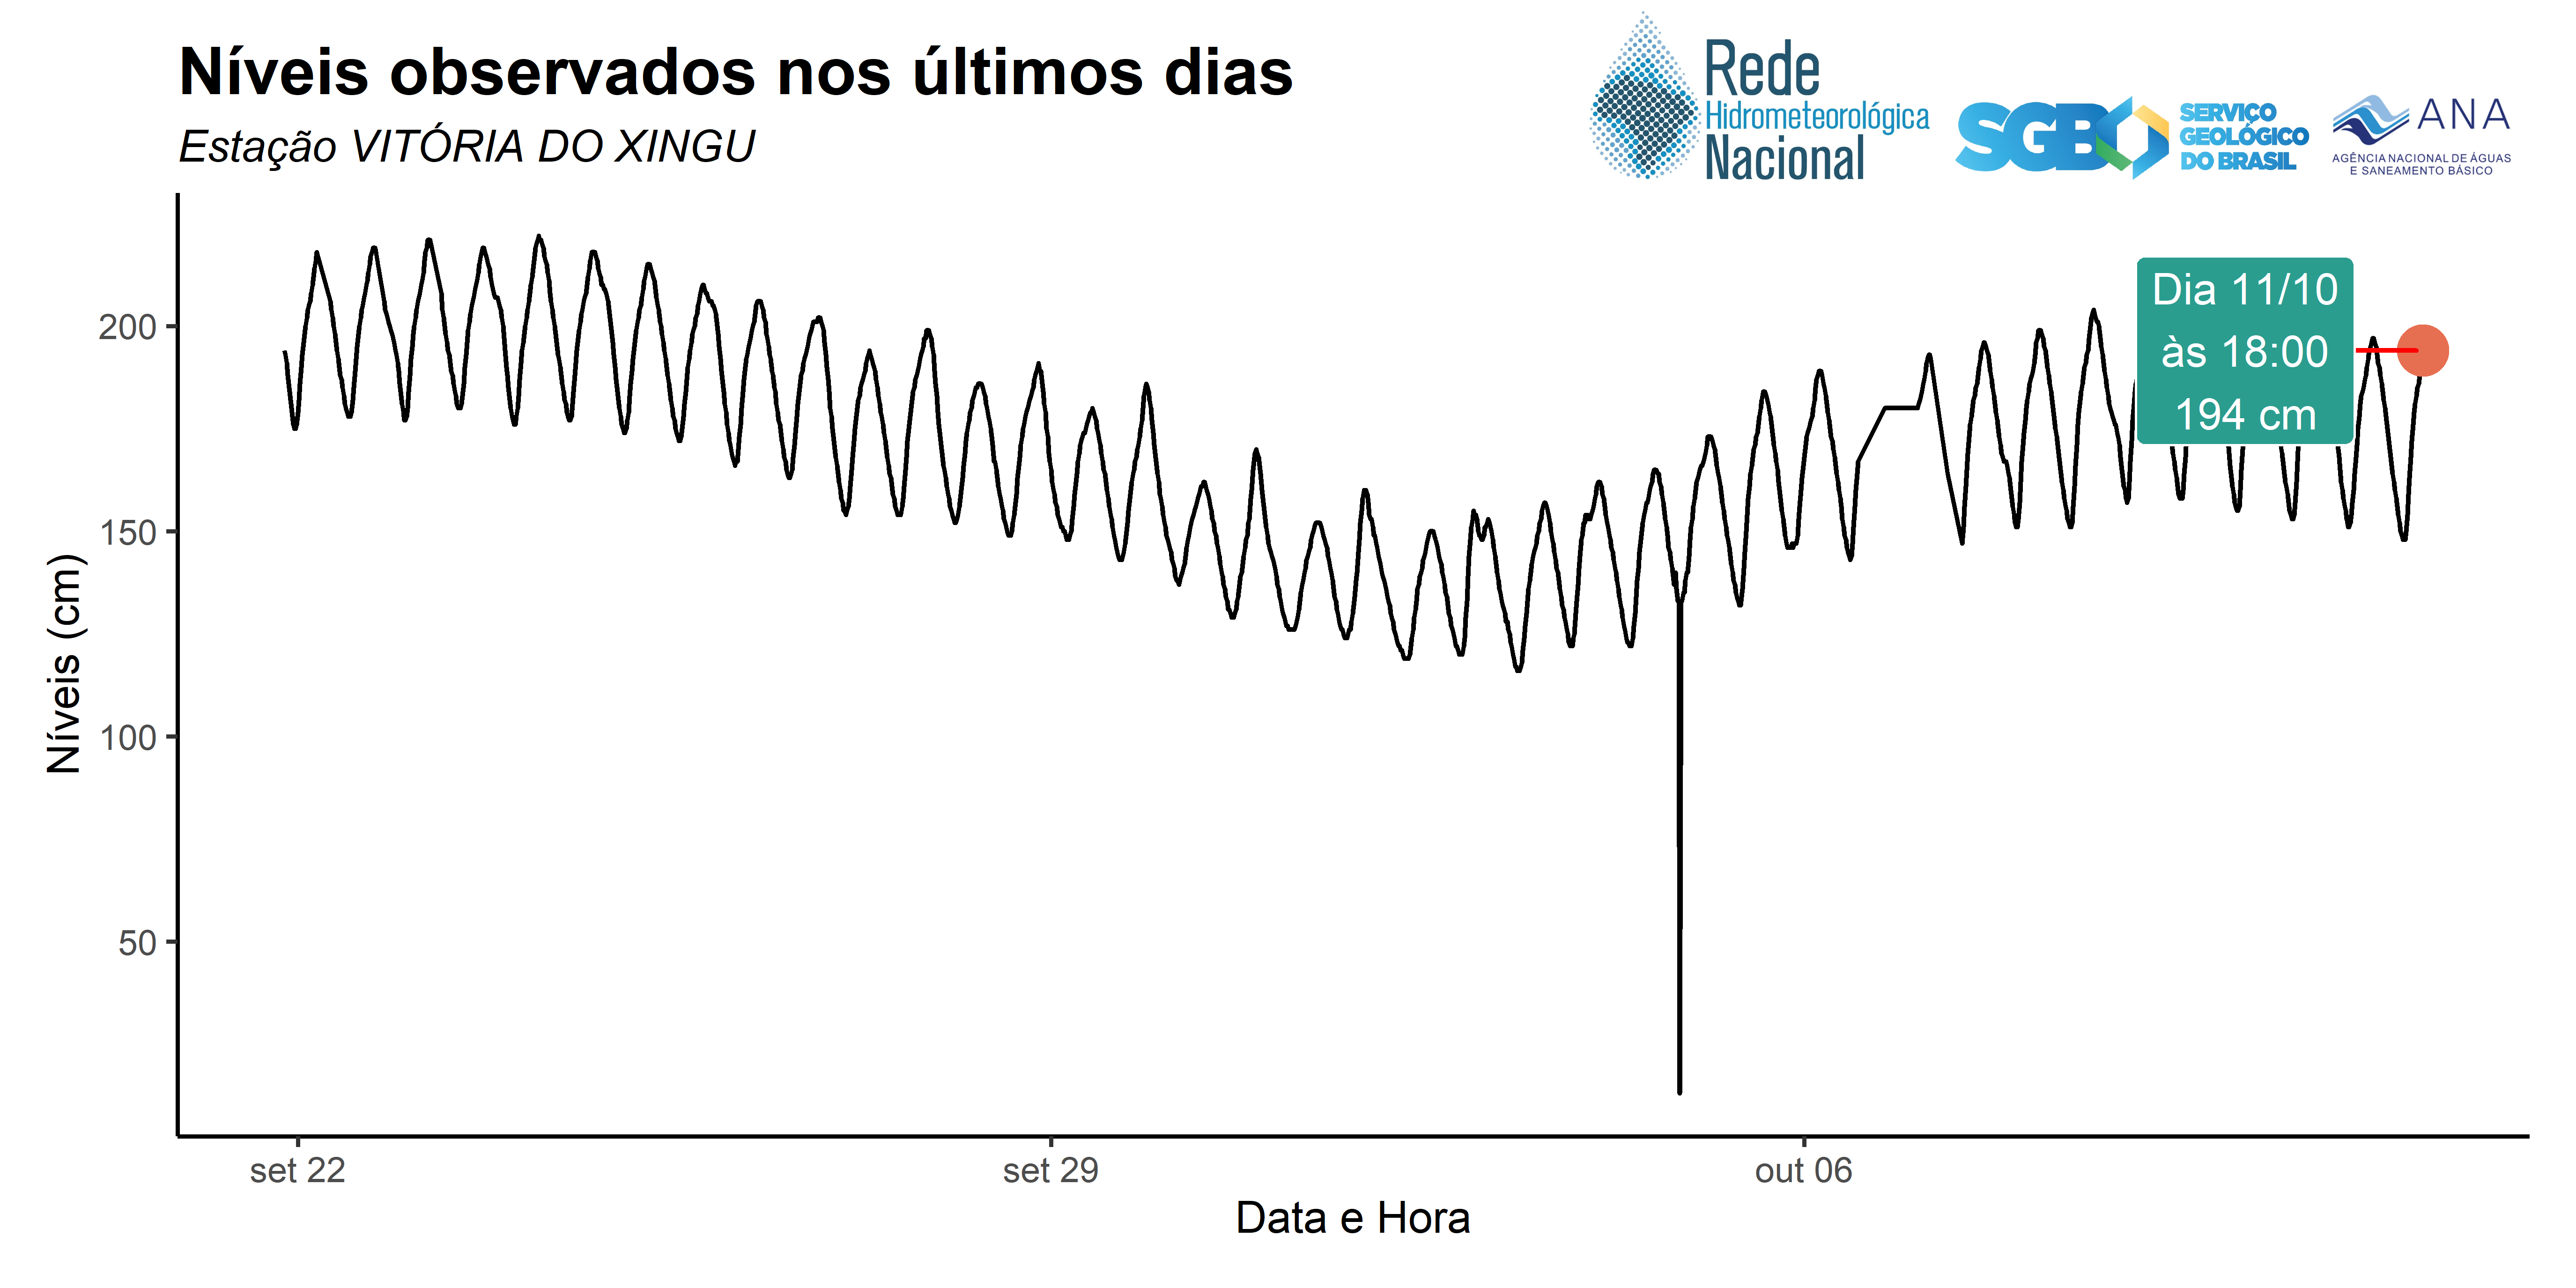 Níveis observados nos últimos dias
Estação VITÓRIA DO XINGU
Rede
Hidrometeorológica
Nacional
SGB
SERVIÇO
GEOLÓGICO
DO BRASIL
ANA
AGÊNCIA NACIONAL DE ÁGUAS
E SANEAMENTO BÁSICO
Níveis (cm)
200
150
100
50
Dia 11/10
às 18:00
194 cm
set 22
set 29
out 06
Data e Hora